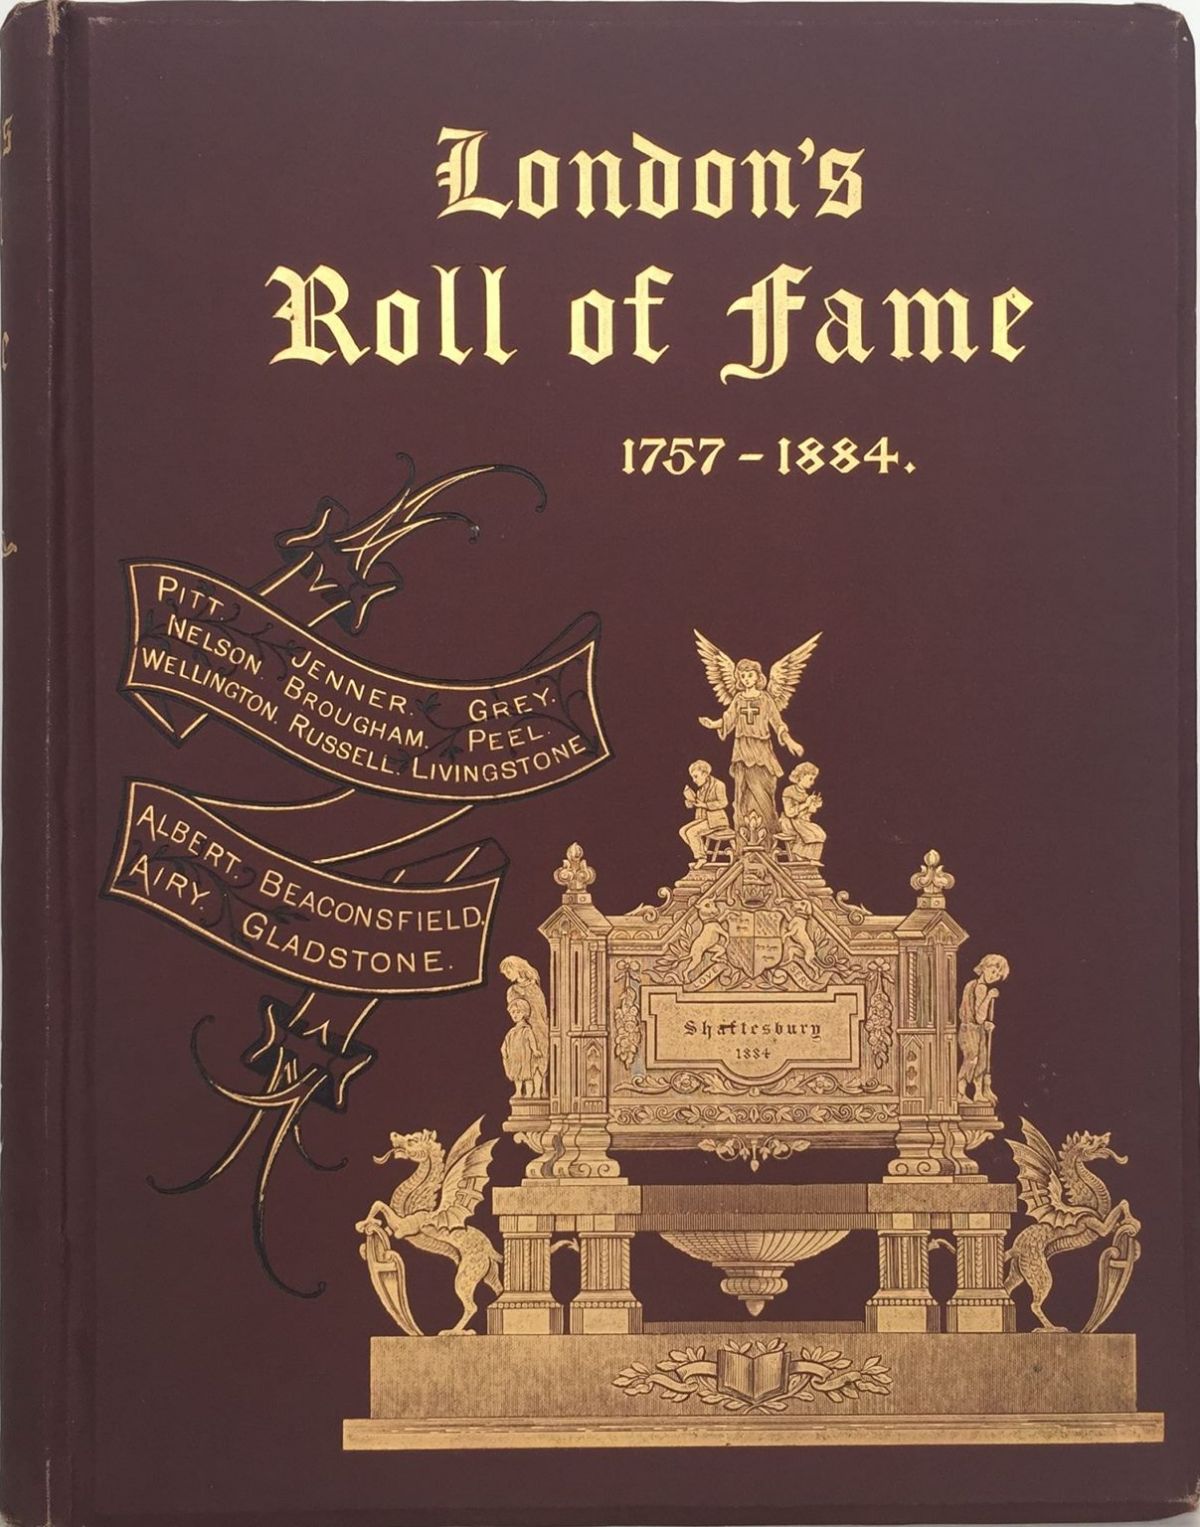 London's
Roll of Fame
1757 - 1884.
PITT.
NELSON. JENNER. GREY.
WELLINGTON. BROUGHAM. PEEL.
RUSSELL. LIVINGSTONE
ALBERT. BEACONSFIELD.
AIRY. GLADSTONE.
Shaftesbury
1884